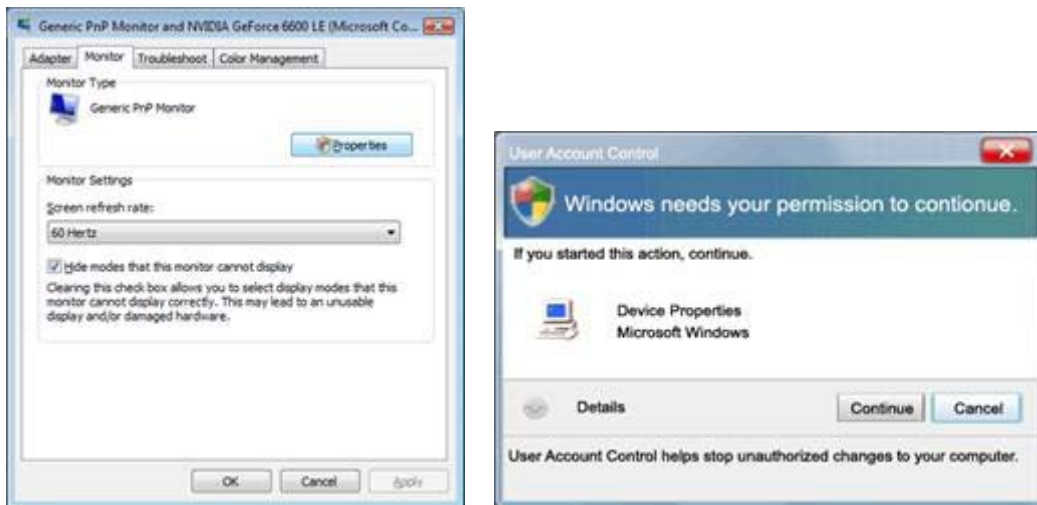 Generic PnP Monitor and NVIDIA GeForce 6600 LE (Microsoft Co...
Adapter Monitor Troubleshoot Color Management
Monitor Type
Generic PnP Monitor
Properties
Monitor Settings
Screen refresh rate:
60 Hertz
Hide modes that this monitor cannot display
Clearing this check box allows you to select display modes that this
monitor cannot display correctly. This may lead to an unusable
display and/or damaged hardware.
OK Cancel Apply
User Account Control
Windows needs your permission to contionue.
If you started this action, continue.
Device Properties
Microsoft Windows
Details Continue Cancel
User Account Control helps stop unauthorized changes to your computer.